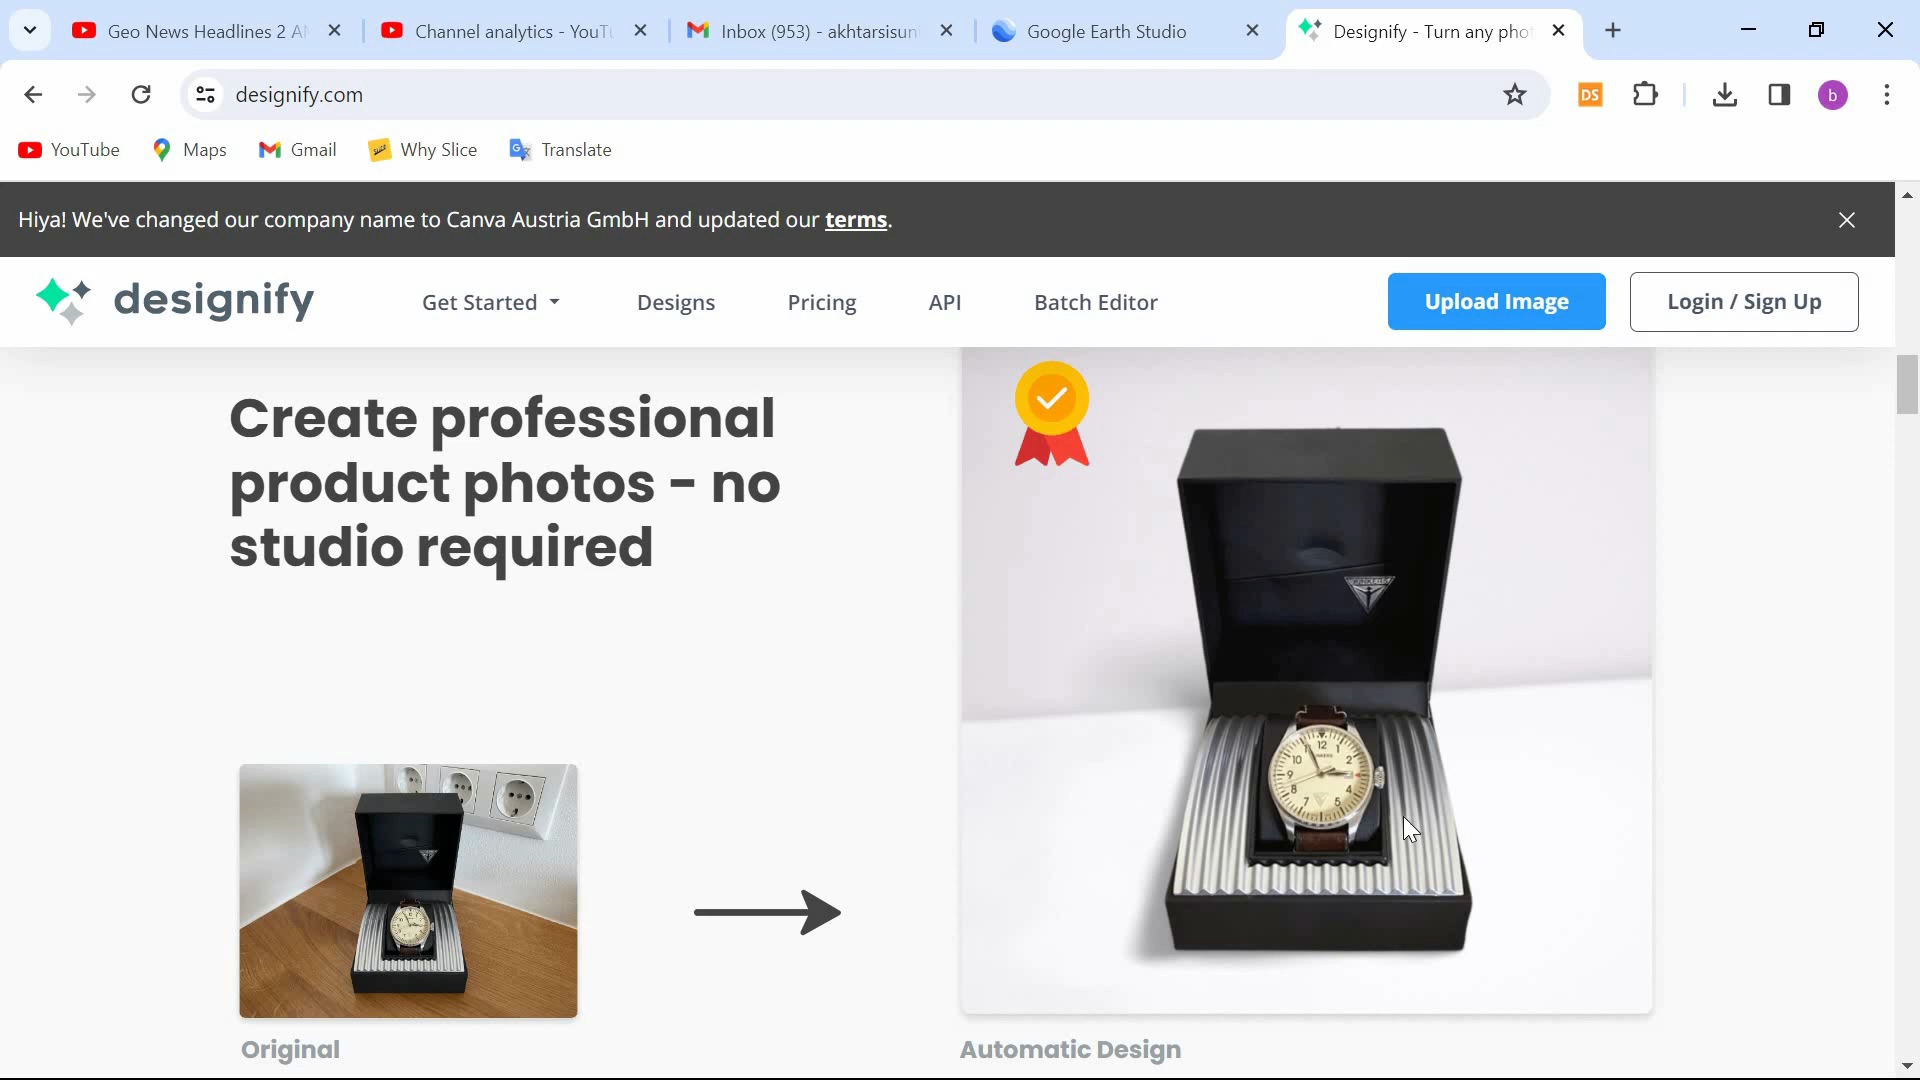 Geo News Headlines 2 A
Channel analytics - YouT
Inbox (953) - akhtarsisun
Google Earth Studio
Designify - Turn any pho
designify.com
DS
b
YouTube
Maps
Gmail
Why Slice
Translate
Hiya! We've changed our company name to Canva Austria GmbH and updated our terms.
designify
Get Started
Designs
Pricing
API
Batch Editor
Upload Image
Login / Sign Up
Create professional
product photos - no
studio required
Original
Automatic Design